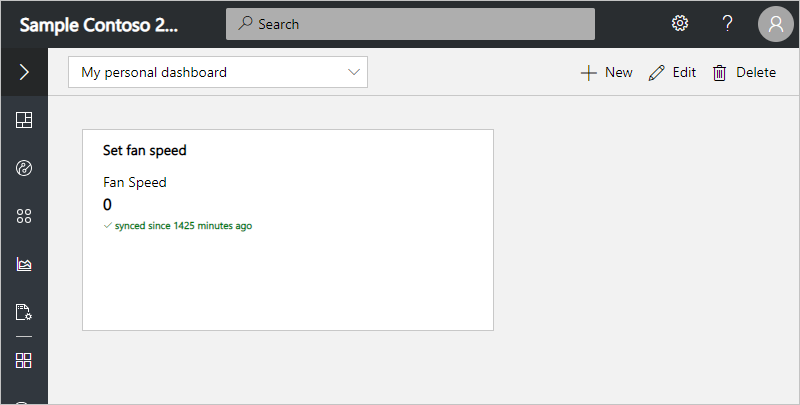 Sample Contoso 2...
Search
My personal dashboard
New
Edit
Delete
Set fan speed
Fan Speed
0
synced since 1425 minutes ago